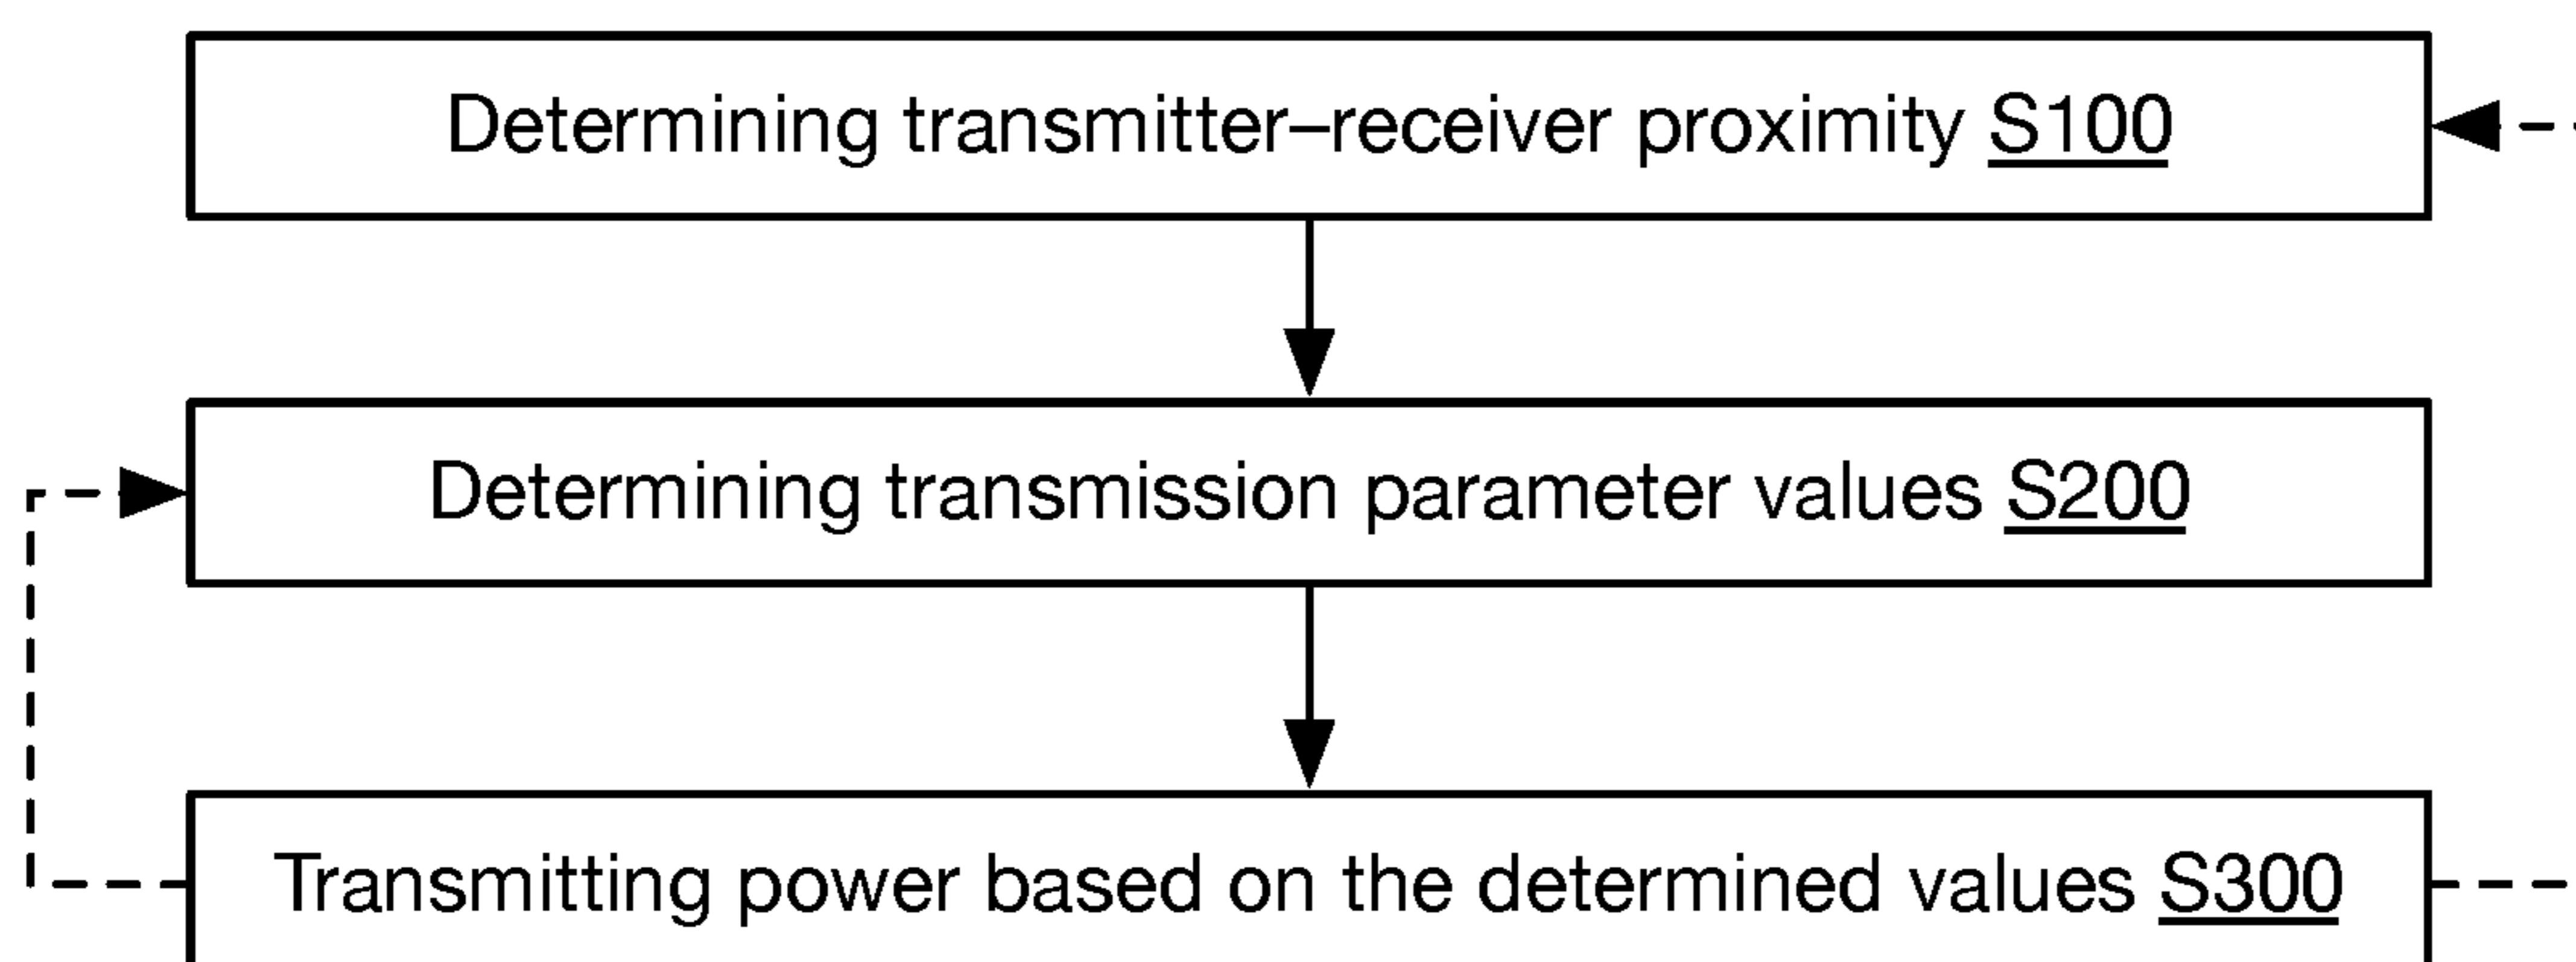 Determining transmitter–receiver proximity S100
Determining transmission parameter values S200
Transmitting power based on the determined values S300